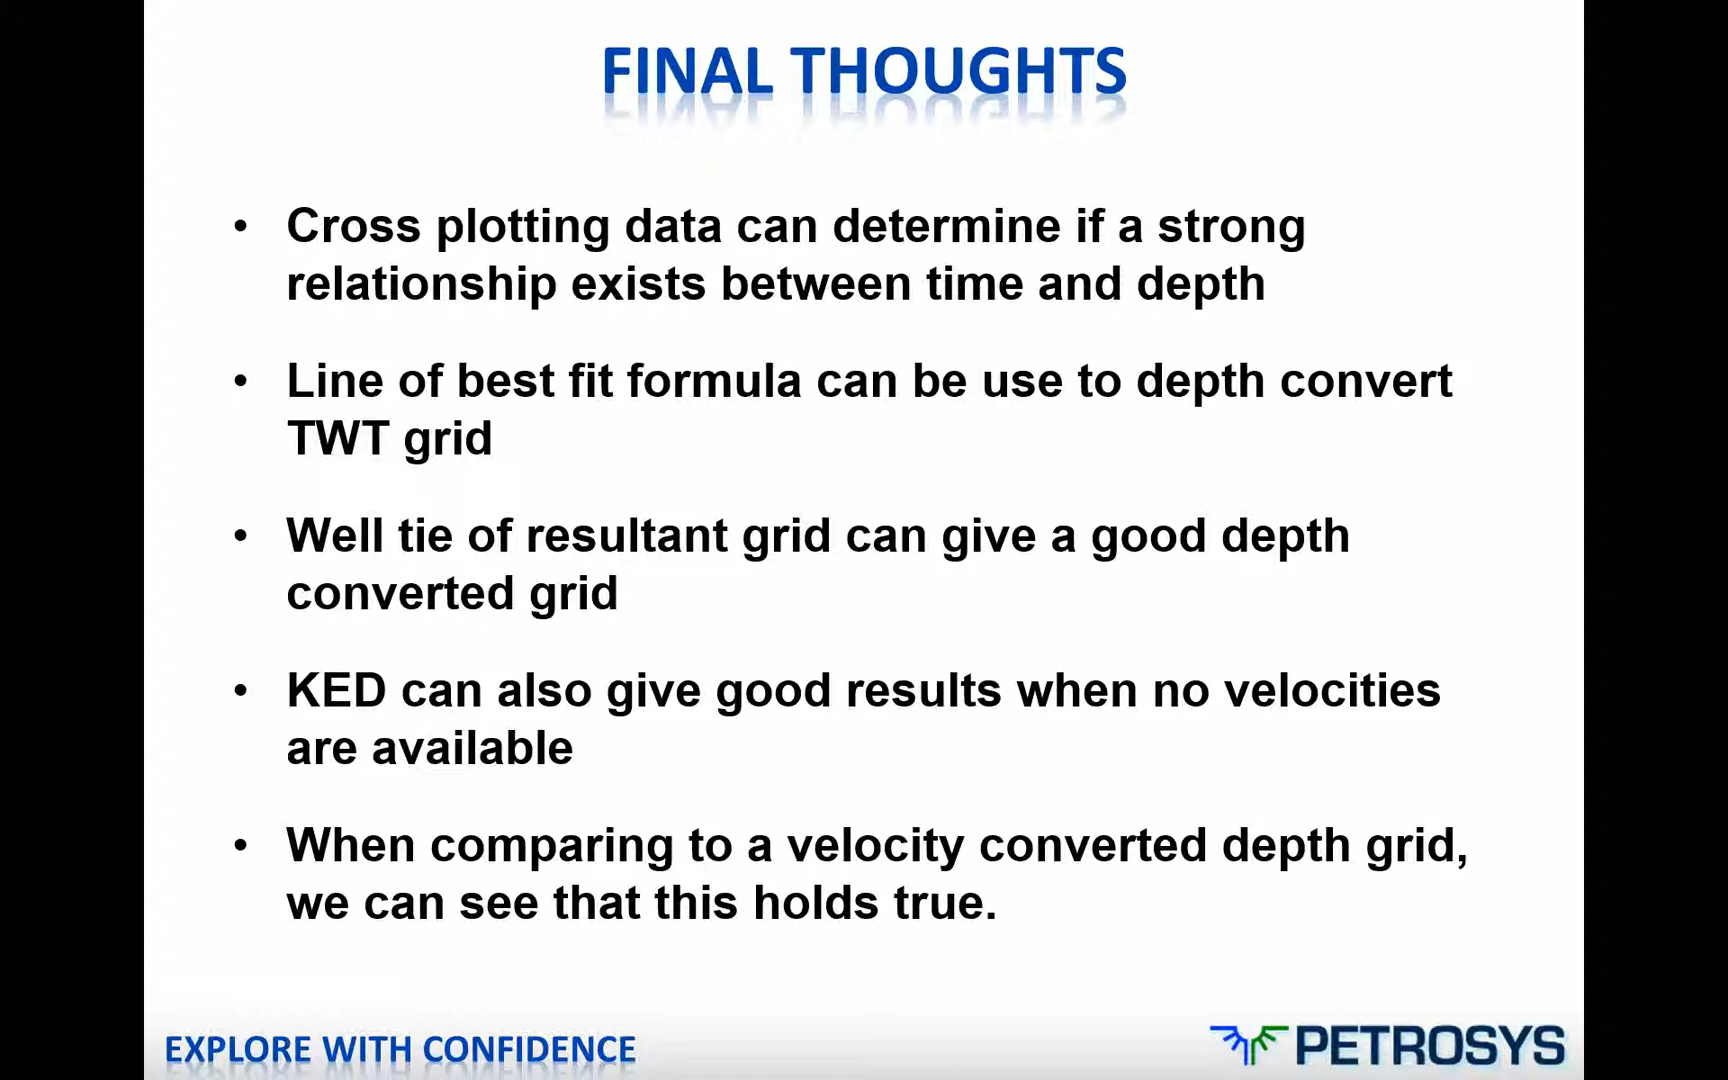 FINAL THOUGHTS
• Cross plotting data can determine if a strong
relationship exists between time and depth
• Line of best fit formula can be use to depth convert
TWT grid
• Well tie of resultant grid can give a good depth
converted grid
• KED can also give good results when no velocities
are available
• When comparing to a velocity converted depth grid,
we can see that this holds true.
EXPLORE WITH CONFIDENCE
PETROSYS